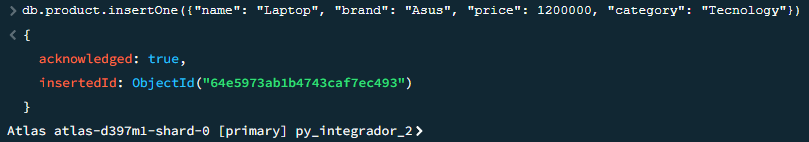 > db.product.insertOne({"name": "Laptop", "brand": "Asus", "price": 1200000, "category": "Tecnology"})
< {
acknowledged: true,
insertedId: ObjectId("64e5973ab1b4743caf7ec493")
}
Atlas atlas-d397m1-shard-0 [primary] py_integrador_2>